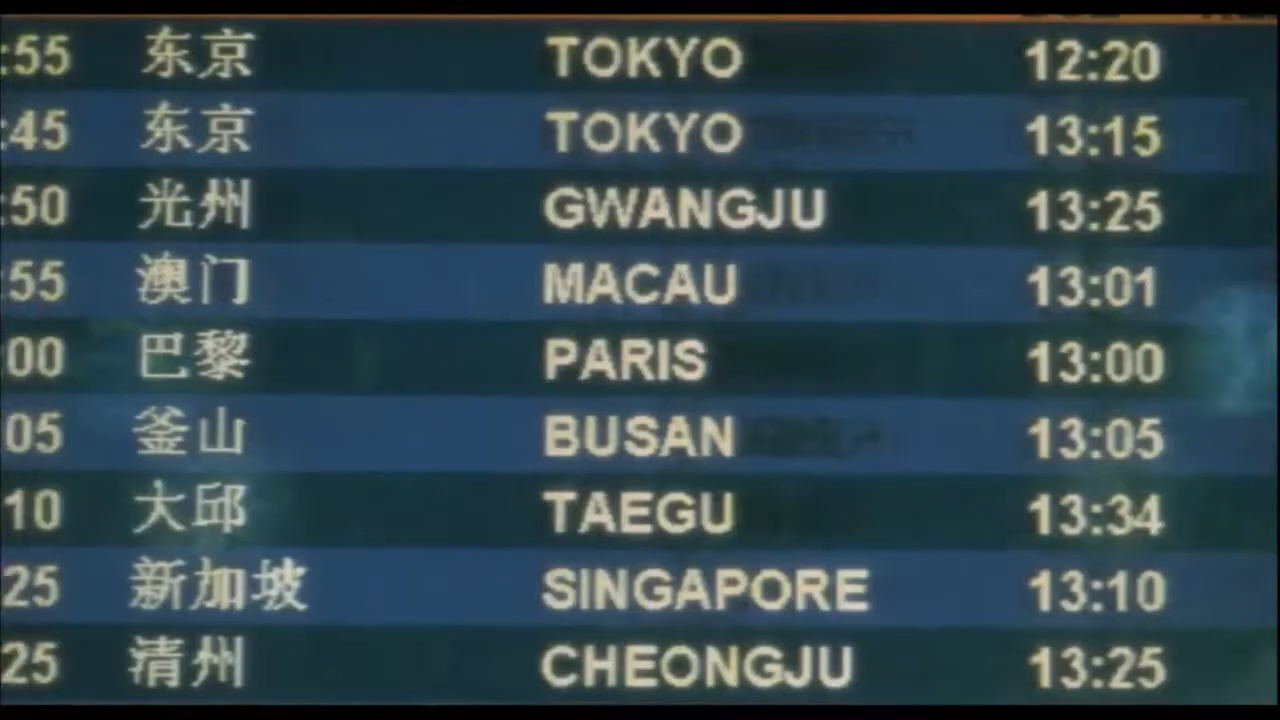 :55 东京 TOKYO 12:20
:45 东京 TOKYO 13:15
:50 光州 GWANGJU 13:25
:55 澳门 MACAU 13:01
:00 巴黎 PARIS 13:00
05 釜山 BUSAN 13:05
10 大邱 TAEGU 13:34
25 新加坡 SINGAPORE 13:10
25 清州 CHEONGJU 13:25